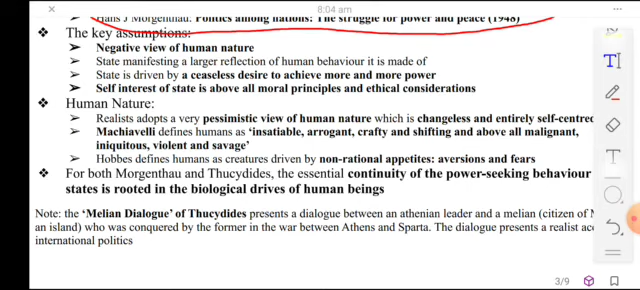 8:04 am
Hans J Morgenthau: Politics among nations: The struggle for power and peace (1948)
❖ The key assumptions:
➢ Negative view of human nature
➢ State manifesting a larger reflection of human behaviour it is made of
➢ State is driven by a ceaseless desire to achieve more and more power
➢ Self interest of state is above all moral principles and ethical considerations
❖ Human Nature:
➢ Realists adopts a very pessimistic view of human nature which is changeless and entirely self-centred
➢ Machiavelli defines humans as ‘insatiable, arrogant, crafty and shifting and above all malignant,
iniquitous, violent and savage’
➢ Hobbes defines humans as creatures driven by non-rational appetites: aversions and fears
❖ For both Morgenthau and Thucydides, the essential continuity of the power-seeking behaviour
states is rooted in the biological drives of human beings
Note: the ‘Melian Dialogue’ of Thucydides presents a dialogue between an athenian leader and a melian (citizen of
an island) who was conquered by the former in the war between Athens and Sparta. The dialogue presents a realist
international politics
3/9